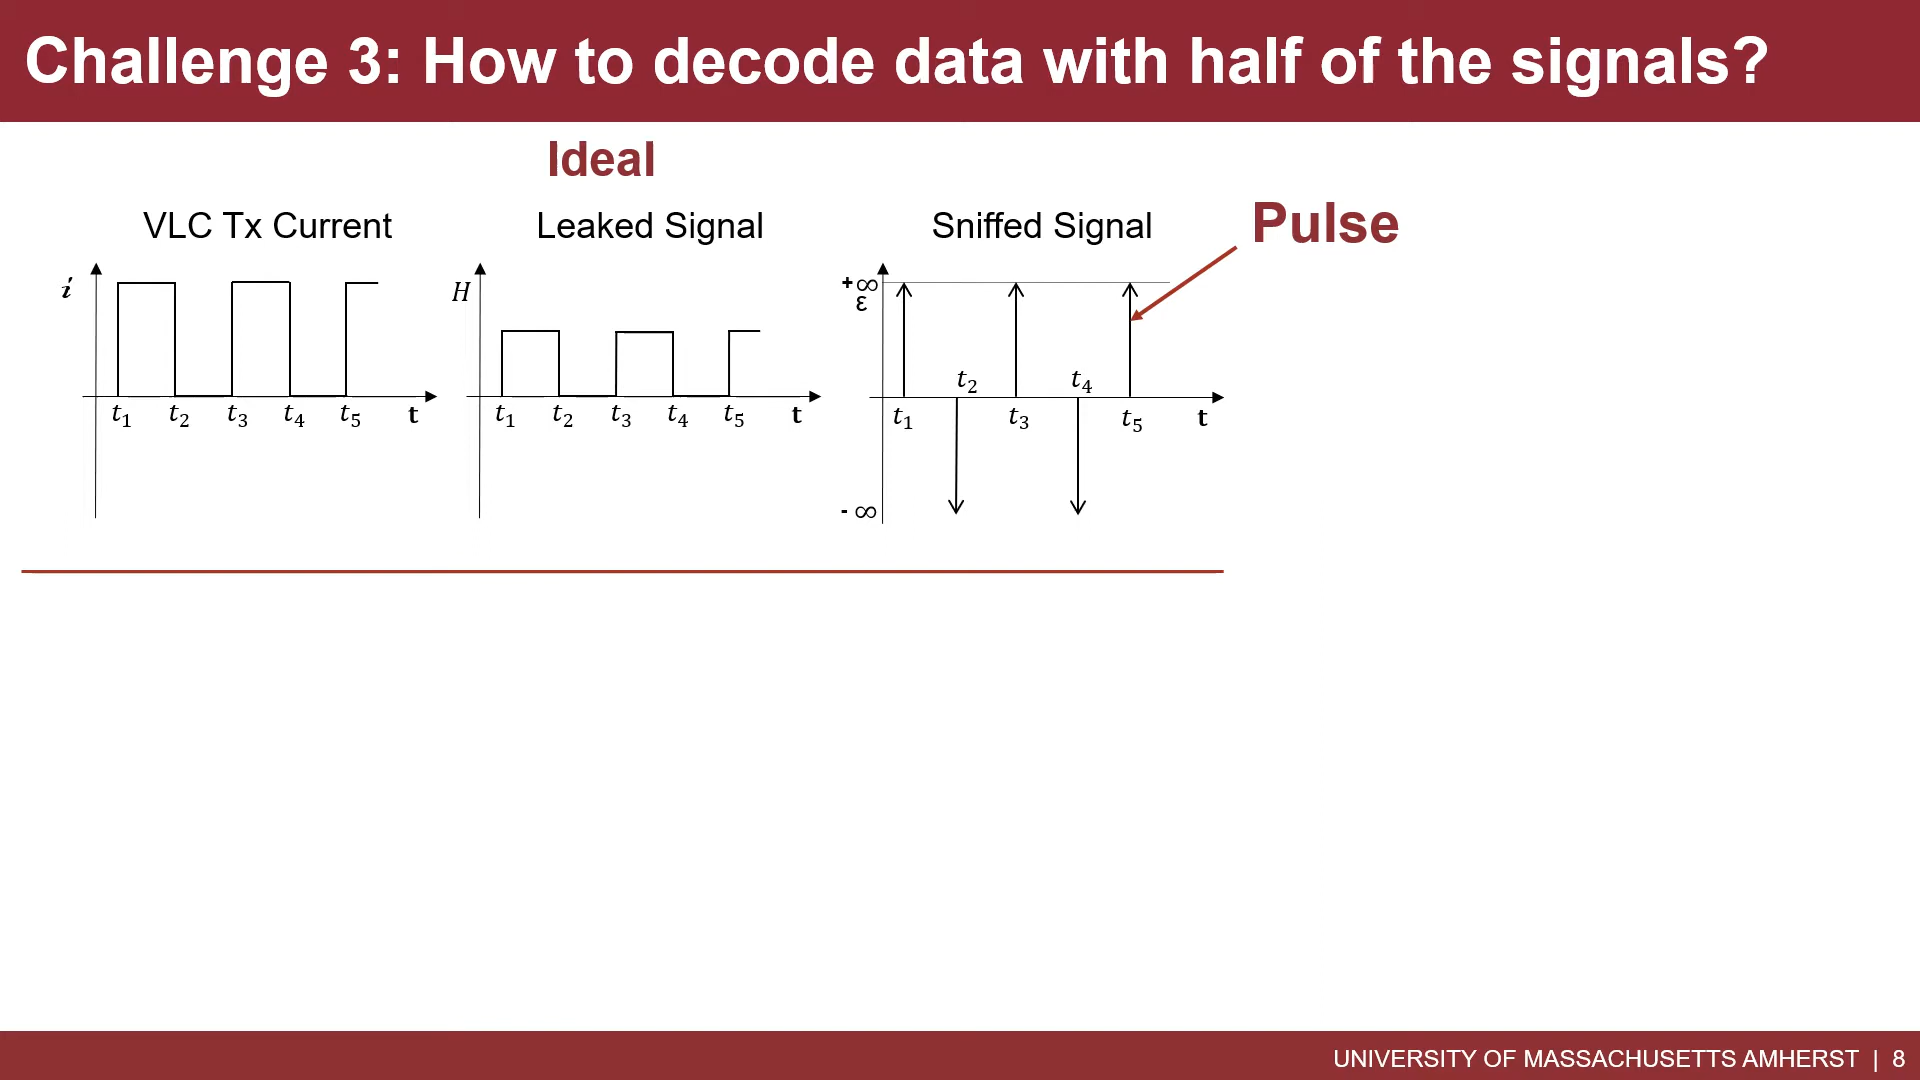 Challenge 3: How to decode data with half of the signals?
Ideal
VLC Tx Current
Leaked Signal
Sniffed Signal
Pulse
i
t₁ t₂ t₃ t₄ t₅ t
H
t₁ t₂ t₃ t₄ t₅ t
+∞
ε
t₂ t₄
t₁ t₃ t₅ t
- ∞
UNIVERSITY OF MASSACHUSETTS AMHERST | 8